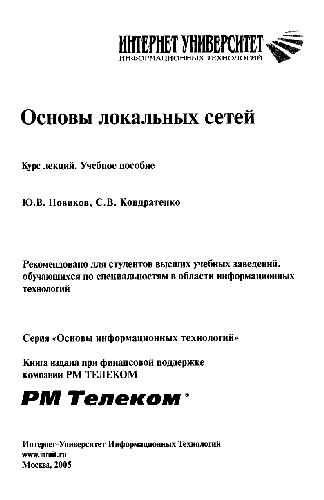 ИНТЕРНЕТ УНИВЕРСИТЕТ
ИНФОРМАЦИОННЫХ ТЕХНОЛОГИЙ
Основы локальных сетей
Курс лекций. Учебное пособие
Ю.В. Новиков, С.В. Кондратенко
Рекомендовано для студентов высших учебных заведений,
обучающихся по специальностям в области информационных
технологий
Серия «Основы информационных технологий»
Книга издана при финансовой поддержке
компании РМ ТЕЛЕКОМ
РМ Телеком
Интернет-Университет Информационных Технологий
www.intuit.ru
Москва, 2005